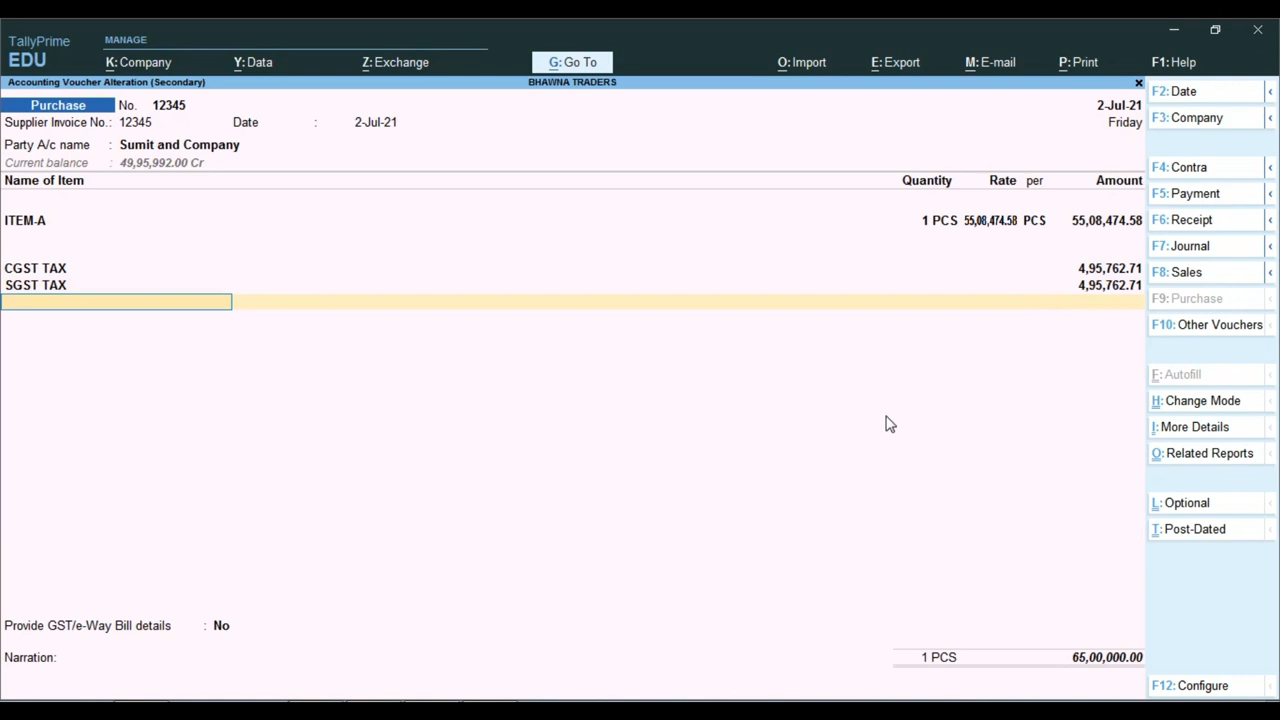 TallyPrime MANAGE
EDU K: Company Y: Data Z: Exchange G: Go To O: Import E: Export M: E-mail P: Print F1: Help
Accounting Voucher Alteration (Secondary) BHAWNA TRADERS ×
Purchase No. 12345 2-Jul-21
Supplier Invoice No.: 12345 Date : 2-Jul-21 Friday
Party A/c name : Sumit and Company
Current balance : 49,95,992.00 Cr
Name of Item Quantity Rate per Amount
ITEM-A 1 PCS 55,08,474.58 PCS 55,08,474.58
CGST TAX 4,95,762.71
SGST TAX 4,95,762.71
Provide GST/e-Way Bill details : No
Narration: 1 PCS 65,00,000.00
F2: Date
F3: Company
F4: Contra
F5: Payment
F6: Receipt
F7: Journal
F8: Sales
F9: Purchase
F10: Other Vouchers
F: Autofill
H: Change Mode
I: More Details
O: Related Reports
L: Optional
T: Post-Dated
F12: Configure